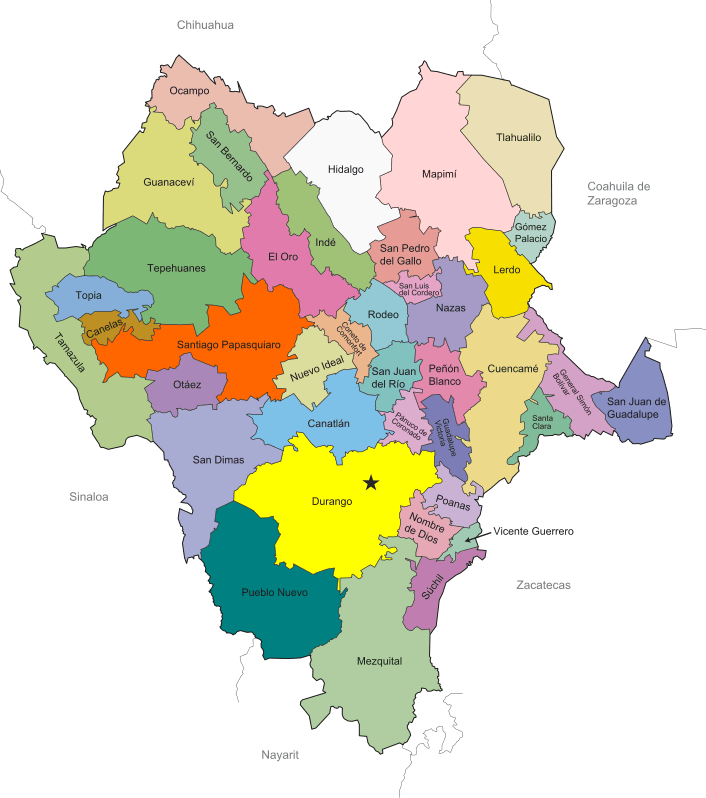 Chihuahua
Ocampo
San Bernardo
Guanaceví
Hidalgo
Mapimí
Tlahualilo
Coahuila de
Zaragoza
Gómez
Palacio
Indé
El Oro
San Pedro
del Gallo
Lerdo
Tepehuanes
San Luis
del Cordero
Topia
Nazas
Rodeo
Canelas
Coneto de
Comonfort
Santiago Papasquiaro
Tamazula
Nuevo Ideal
San Juan
del Río
Peñón
Blanco
Cuencamé
General Simón
Bolívar
Otáez
San Juan de
Guadalupe
Canatlán
Pánuco de
Coronado
Guadalupe
Victoria
Santa
Clara
San Dimas
Sinaloa
Durango
Poanas
Nombre
de Dios
Vicente Guerrero
Súchil
Zacatecas
Pueblo Nuevo
Mezquital
Nayarit